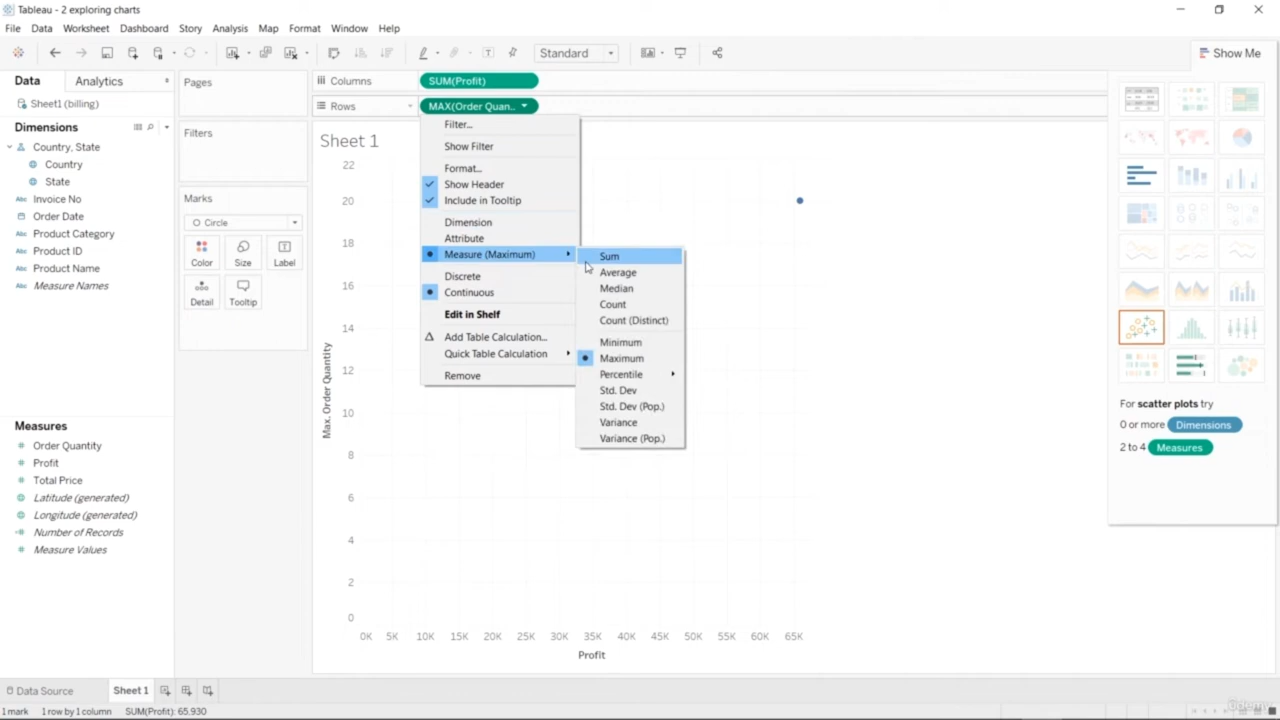 Tableau - 2 exploring charts
File Data Worksheet Dashboard Story Analysis Map Format Window Help
Standard
Show Me
Data Analytics
Sheet1 (billing)
Dimensions
Country, State
Country
State
Invoice No
Order Date
Product Category
Product ID
Product Name
Measure Names
Measures
Order Quantity
Profit
Total Price
Latitude (generated)
Longitude (generated)
Number of Records
Measure Values
Pages
Filters
Marks
Circle
Color Size Label
Detail Tooltip
Columns SUM(Profit)
Rows MAX(Order Quan..
Sheet 1
Filter...
Show Filter
Format...
Show Header
Include in Tooltip
Dimension
Attribute
Measure (Maximum)
Discrete
Continuous
Edit in Shelf
Add Table Calculation...
Quick Table Calculation
Remove
Sum
Average
Median
Count
Count (Distinct)
Minimum
Maximum
Percentile
Std. Dev
Std. Dev (Pop.)
Variance
Variance (Pop.)
22
20
18
16
14
12
10
8
6
4
2
0
Max. Order Quantity
0K 5K 10K 15K 20K 25K 30K 35K 40K 45K 50K 55K 60K 65K
Profit
For scatter plots try
0 or more Dimensions
2 to 4 Measures
Data Source Sheet 1
1 mark 1 row by 1 column SUM(Profit): 65.930